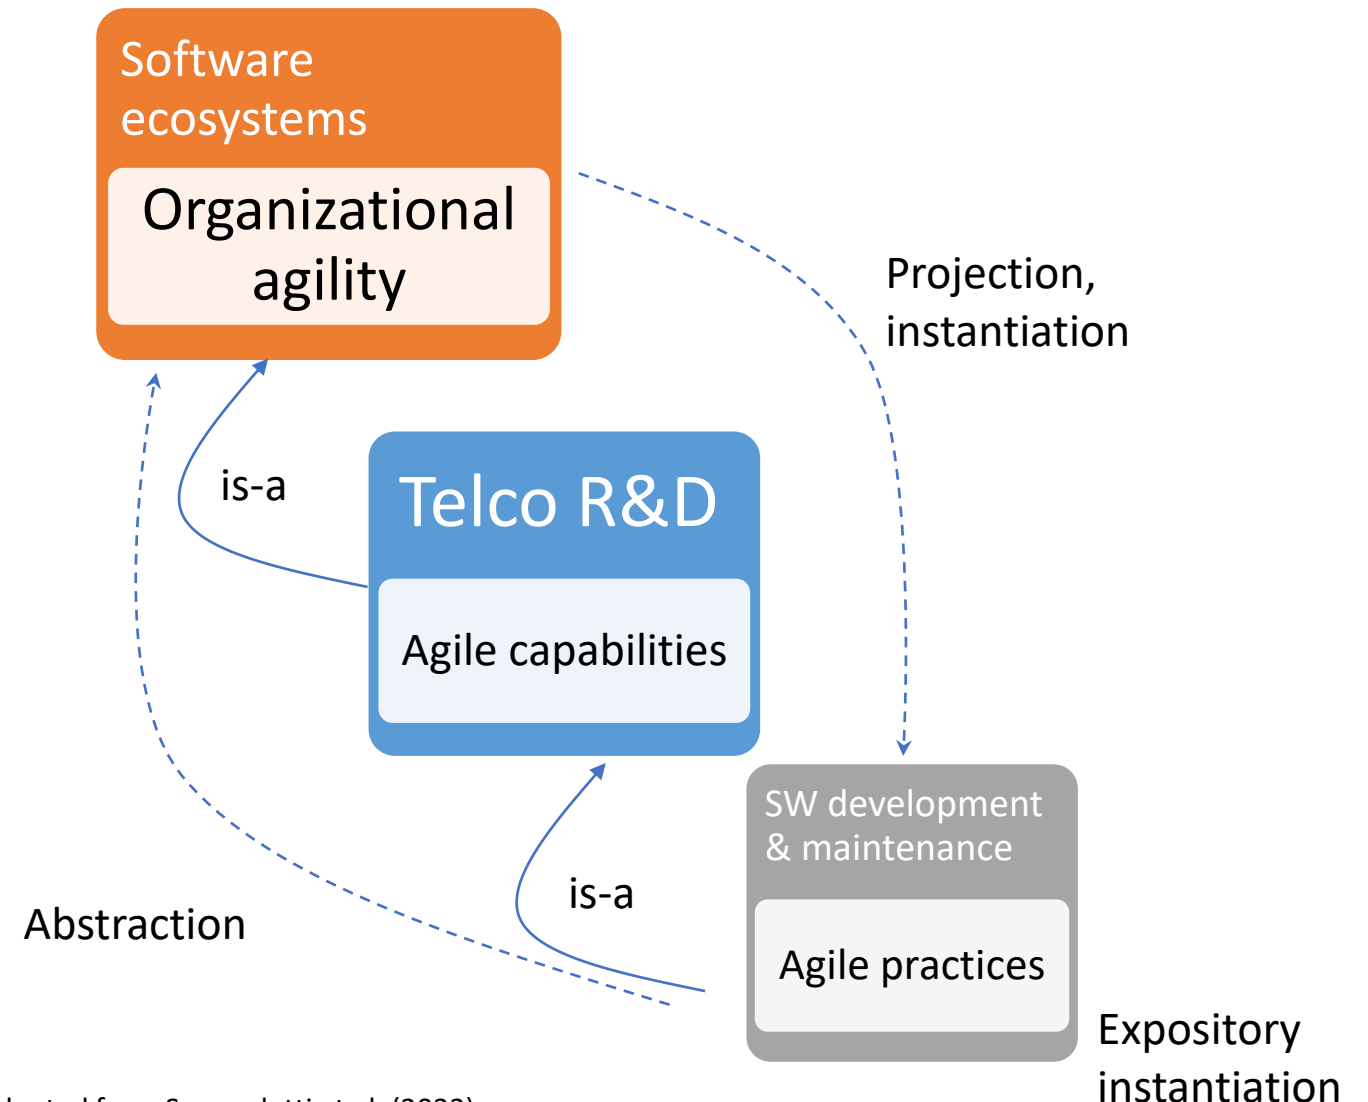 Software
ecosystems
Organizational
agility
Projection,
instantiation
is-a
Telco R&D
Agile capabilities
SW development
& maintenance
is-a
Abstraction
Agile practices
Expository
instantiation
(2022)